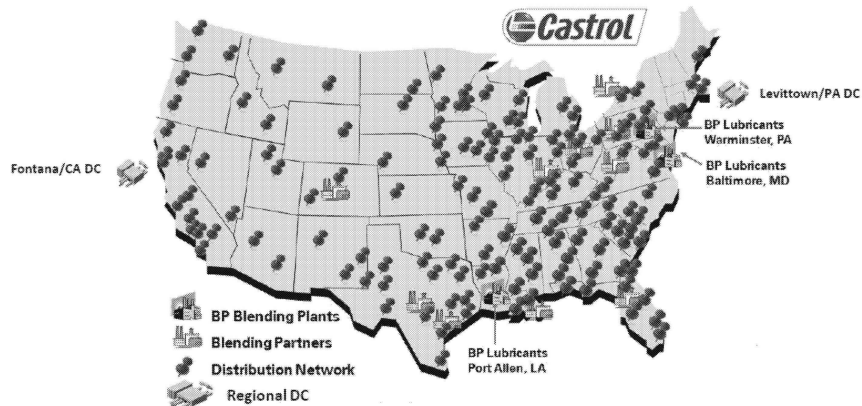 Castrol
Levittown/PA DC
BP Lubricants
Warminster, PA
Fontana/CA DC
BP Lubricants
Baltimore, MD
BP Blending Plants
Blending Partners
Distribution Network
Regional DC
BP Lubricants
Port Allen, LA